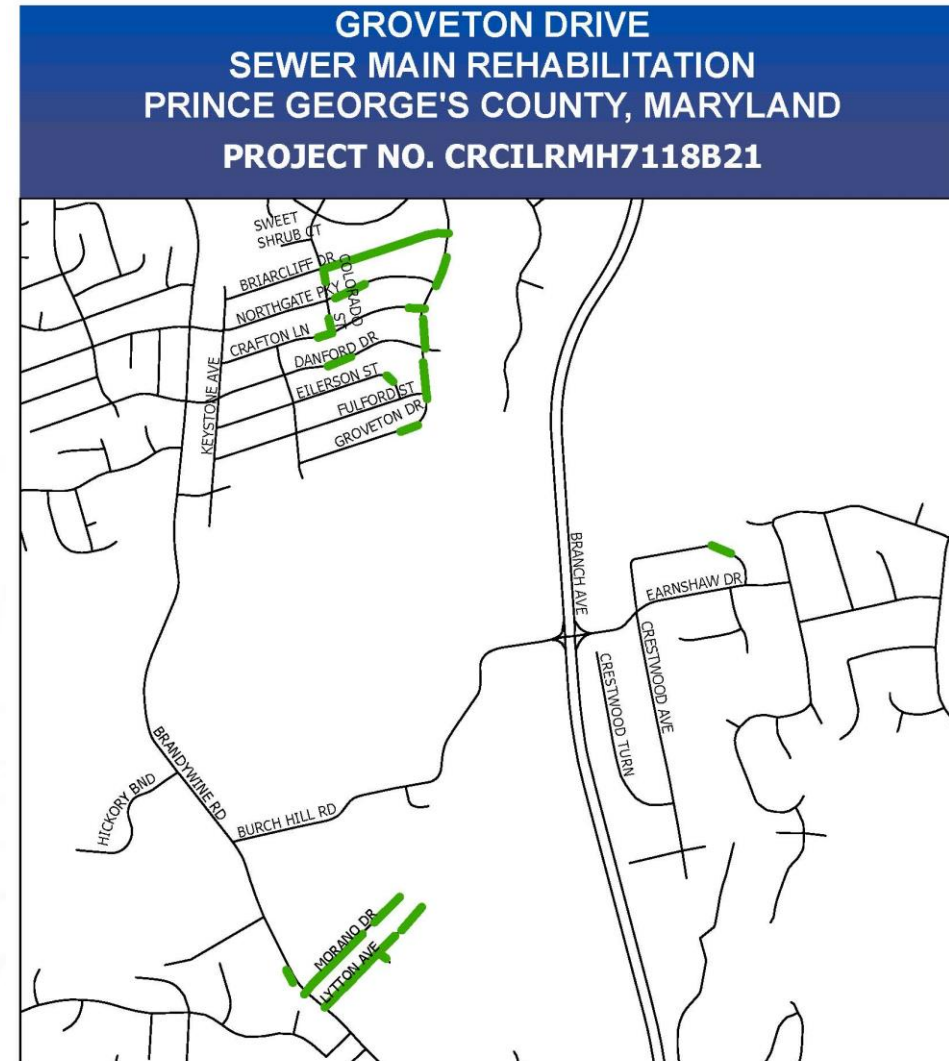 GROVETON DRIVE
SEWER MAIN REHABILITATION
PRINCE GEORGE'S COUNTY, MARYLAND
PROJECT NO. CRCILRMH7118B21
SWEET
SHRUB CT
BRIARCLIFF DR
COLORADO
ST
NORTHGATE PKY
CRAFTON LN
DANFORD DR
KEYSTONE AVE
EILERSON ST
FULFORD ST
GROVETON DR
BRANCH AVE
EARNSHAW DR
CRESTWOOD AVE
CRESTWOOD TURN
BRANDYWINE RD
HICKORY BND
BURCH HILL RD
MORANO DR
LYTTON AVE